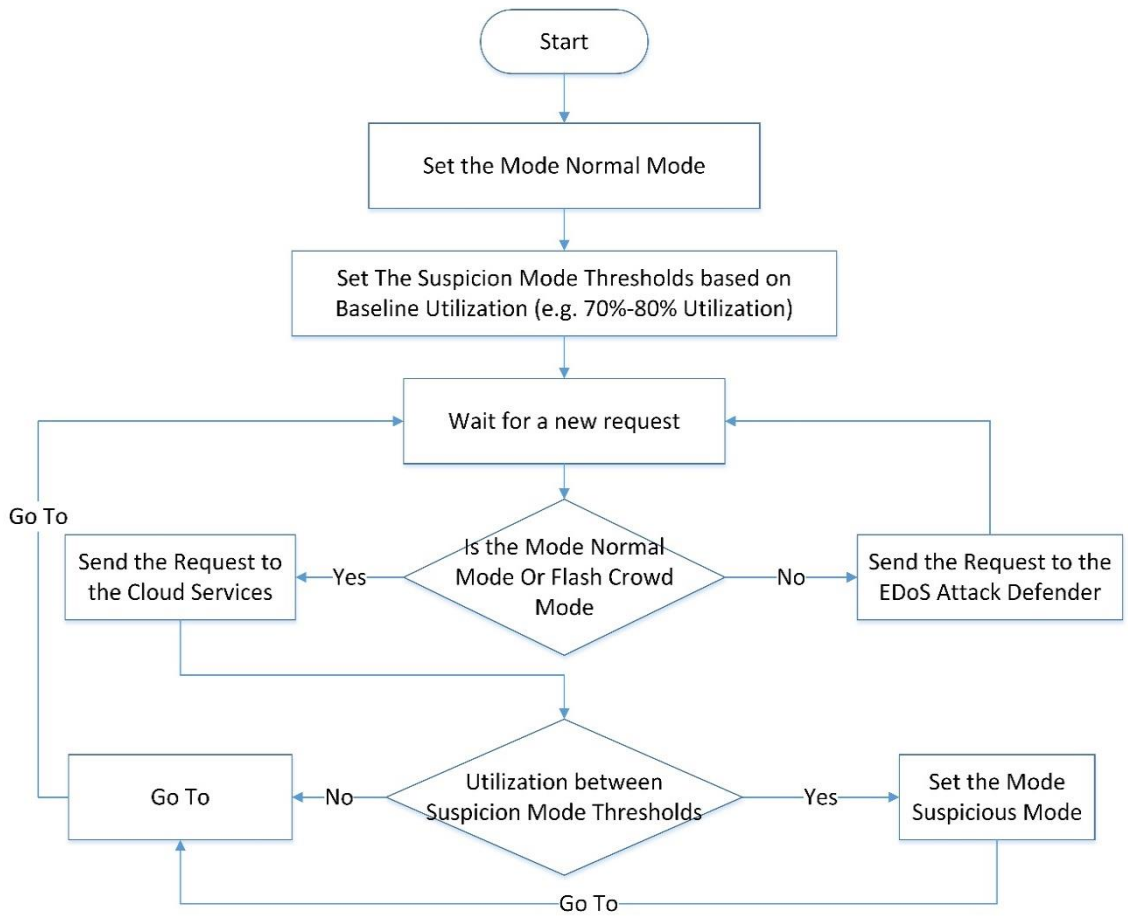 Start
Set the Mode Normal Mode
Set The Suspicion Mode Thresholds based on
Baseline Utilization (e.g. 70%-80% Utilization)
Wait for a new request
Go To
Send the Request to
the Cloud Services
Yes
Is the Mode Normal
Mode Or Flash Crowd
Mode
No
Send the Request to the
EDoS Attack Defender
Go To
No
Utilization between
Suspicion Mode Thresholds
Yes
Set the Mode
Suspicious Mode
Go To